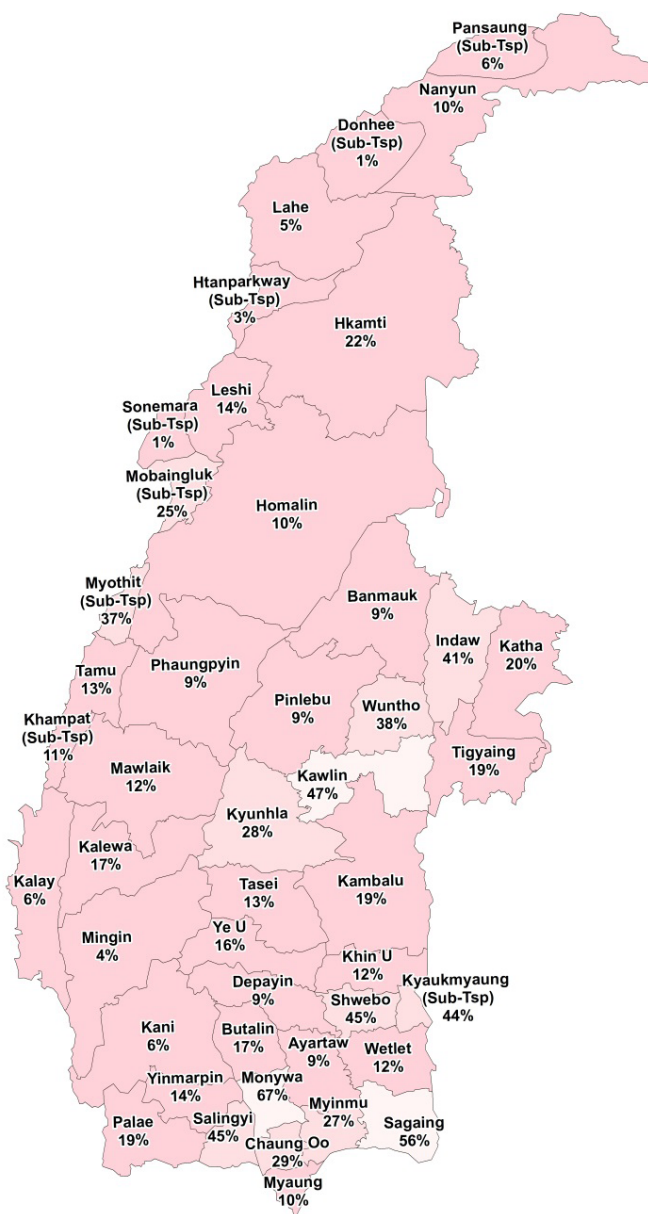 Pansaung
(Sub-Tsp)
6%
Nanyun
10%
Donhee
(Sub-Tsp)
1%
Lahe
5%
Htanparkway
(Sub-Tsp)
3%
Hkamti
22%
Leshi
14%
Sonemara
(Sub-Tsp)
1%
Mobaingluk
(Sub-Tsp)
25%
Homalin
10%
Myothit
(Sub-Tsp)
37%
Banmauk
9%
Indaw
41%
Katha
20%
Tamu
13%
Phaungpyin
9%
Pinlebu
9%
Wuntho
38%
Khampat
(Sub-Tsp)
11%
Mawlaik
12%
Kawlin
47%
Tigyaing
19%
Kyunhla
28%
Kalewa
17%
Kalay
6%
Tasei
13%
Kambalu
19%
Mingin
4%
Ye U
16%
Khin U
12%
Kyaukmyaung
(Sub-Tsp)
44%
Depayin
9%
Shwebo
45%
Kani
6%
Butalin
17%
Ayartaw
9%
Wetlet
12%
Yinmarpin
14%
Monywa
67%
Myinmu
27%
Sagaing
56%
Palae
19%
Salingyi
45%
Chaung Oo
29%
Myaung
10%